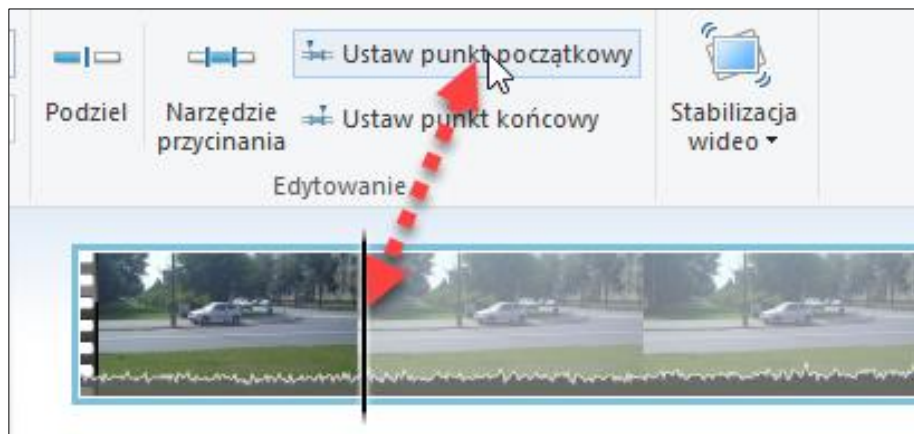 Podziel
Narzędzie
przycinania
Ustaw punkt początkowy
Ustaw punkt końcowy
Edytowanie
Stabilizacja
wideo